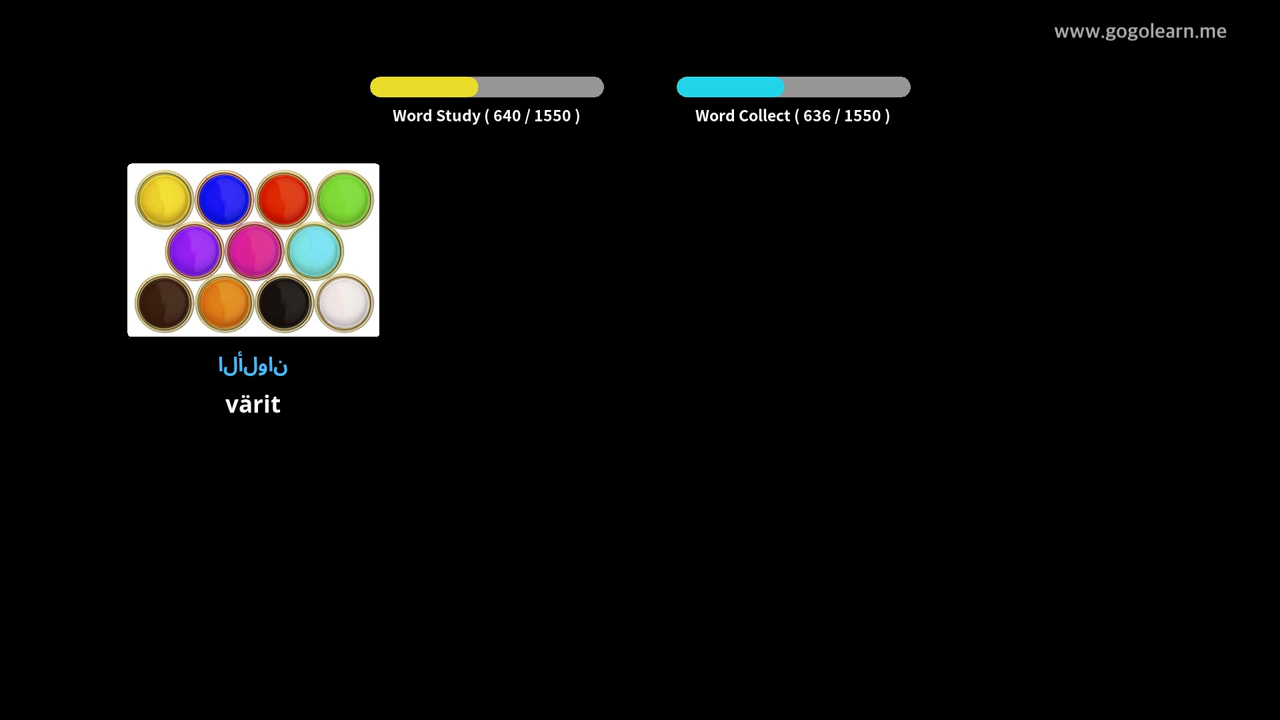 www.gogolearn.me
Word Study ( 640 / 1550 )
Word Collect ( 636 / 1550 )
الألوان
värit